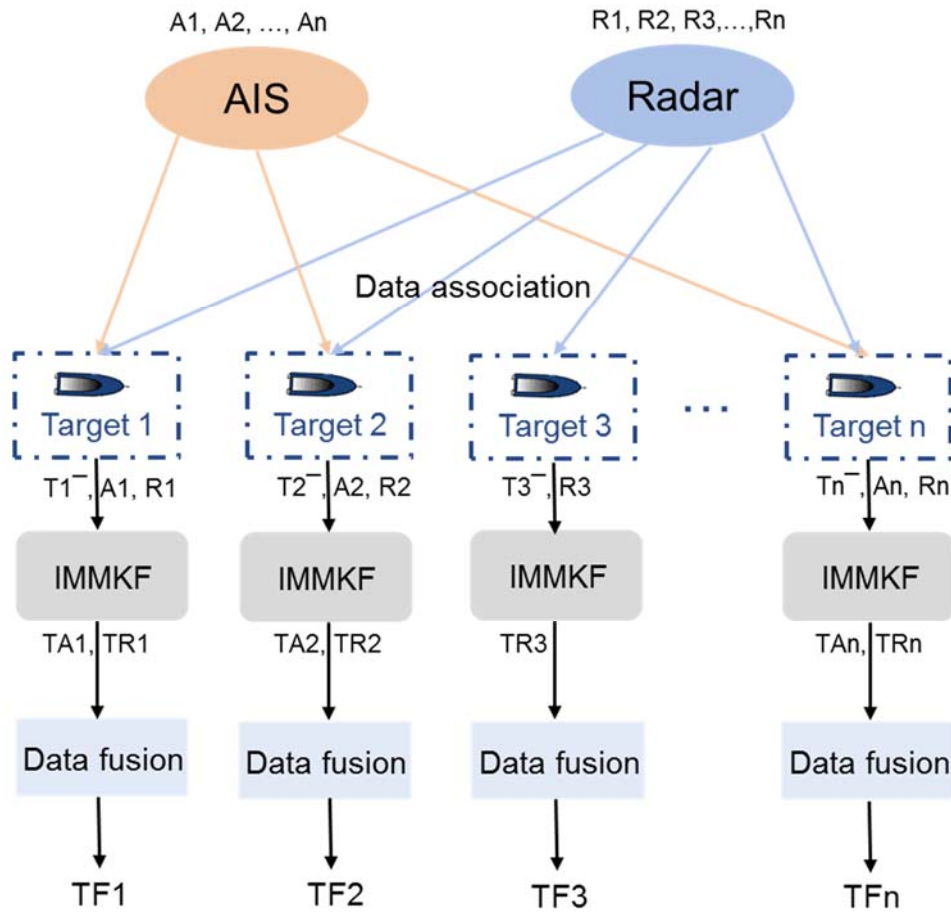 A1, A2, ..., An
R1, R2, R3,...,Rn
AIS
Radar
Data association
Target 1
Target 2
Target 3
...
Target n
T1⁻, A1, R1
T2⁻, A2, R2
T3⁻, R3
Tn⁻, An, Rn
IMMKF
IMMKF
IMMKF
IMMKF
TA1, TR1
TA2, TR2
TR3
TAn, TRn
Data fusion
Data fusion
Data fusion
Data fusion
TF1
TF2
TF3
TFn